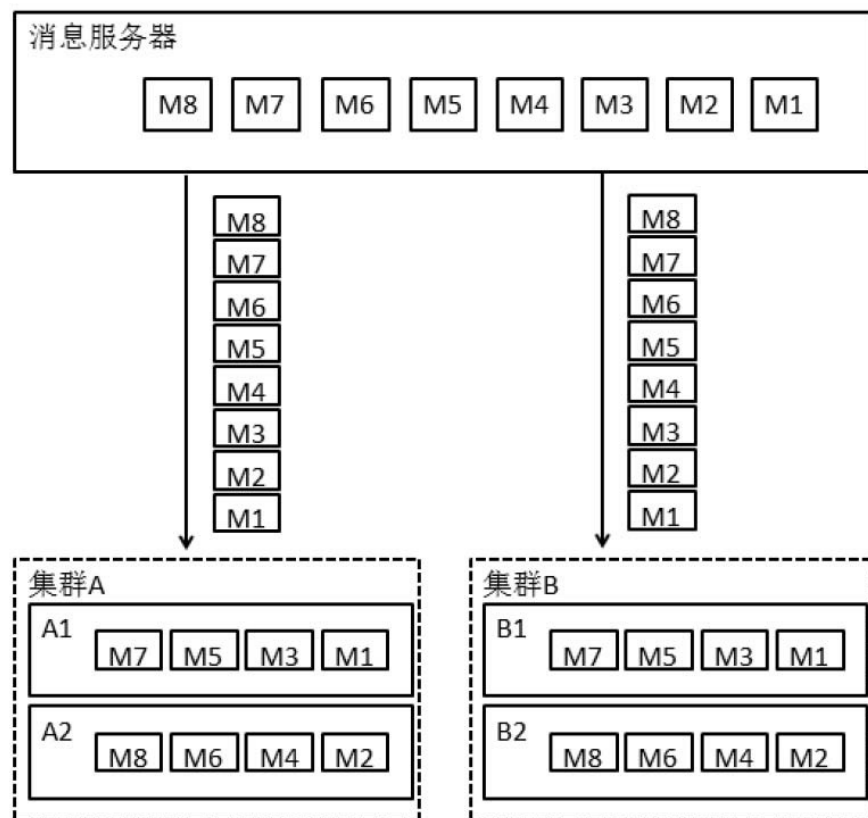 消息服务器
M8 M7 M6 M5 M4 M3 M2 M1
M8
M7
M6
M5
M4
M3
M2
M1
M8
M7
M6
M5
M4
M3
M2
M1
集群A
A1 M7 M5 M3 M1
A2 M8 M6 M4 M2
集群B
B1 M7 M5 M3 M1
B2 M8 M6 M4 M2